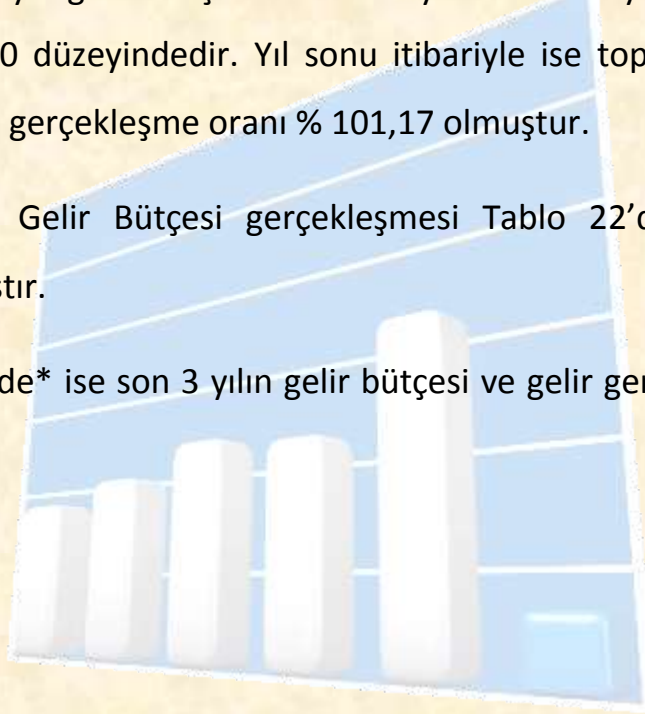 0 düzeyindedir. Yıl sonu itibariyle ise top
gerçekleşme oranı % 101,17 olmuştur.
Gelir Bütçesi gerçekleşmesi Tablo 22’
ştır.
de* ise son 3 yılın gelir bütçesi ve gelir ger